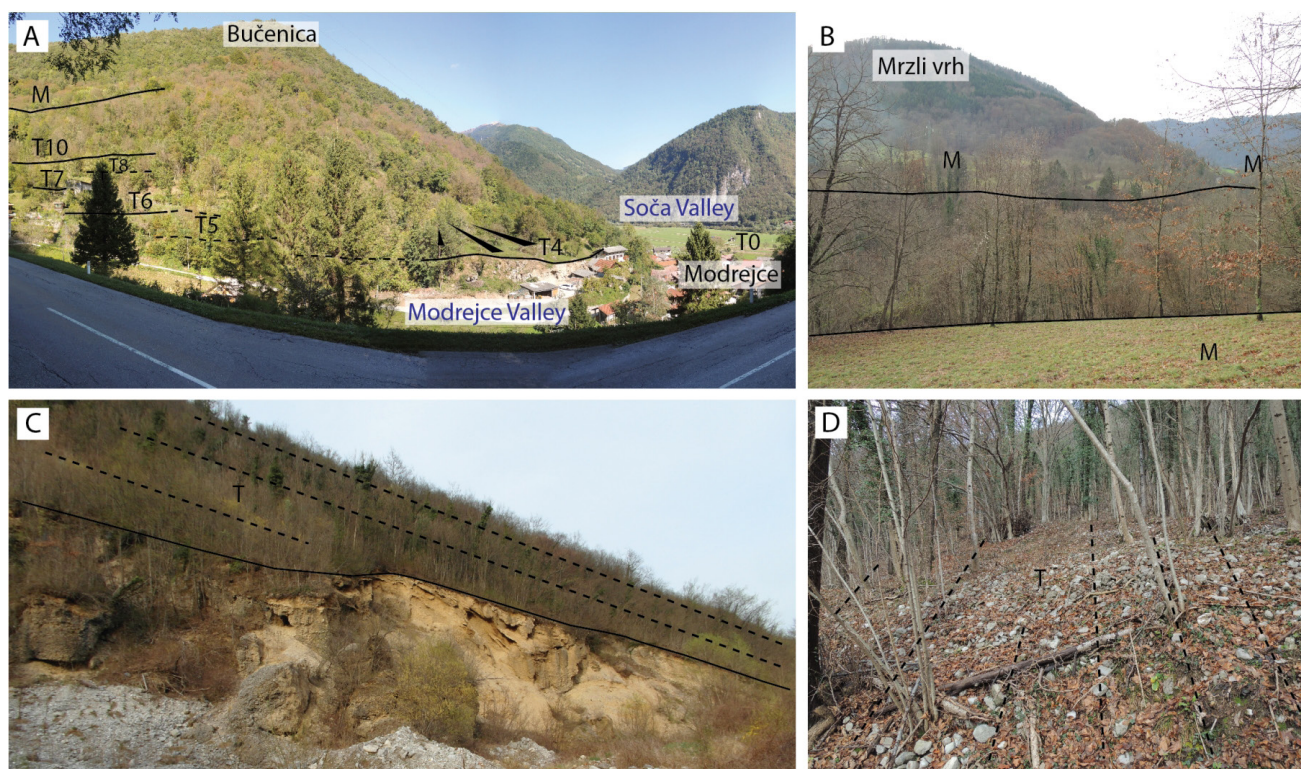 A
Bučenica
M
T10
T8
T7
T6
T5
T4
Soča Valley
T0
Modrejce
Modrejce Valley
B
Mrzli vrh
M
M
M
C
T
D
T